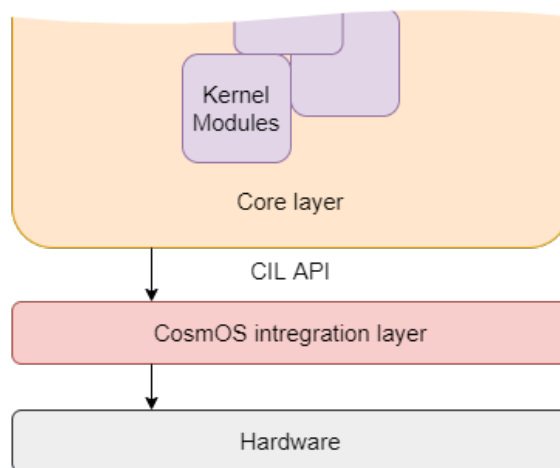 Kernel
Modules
Core layer
CIL API
CosmOS intregration layer
Hardware